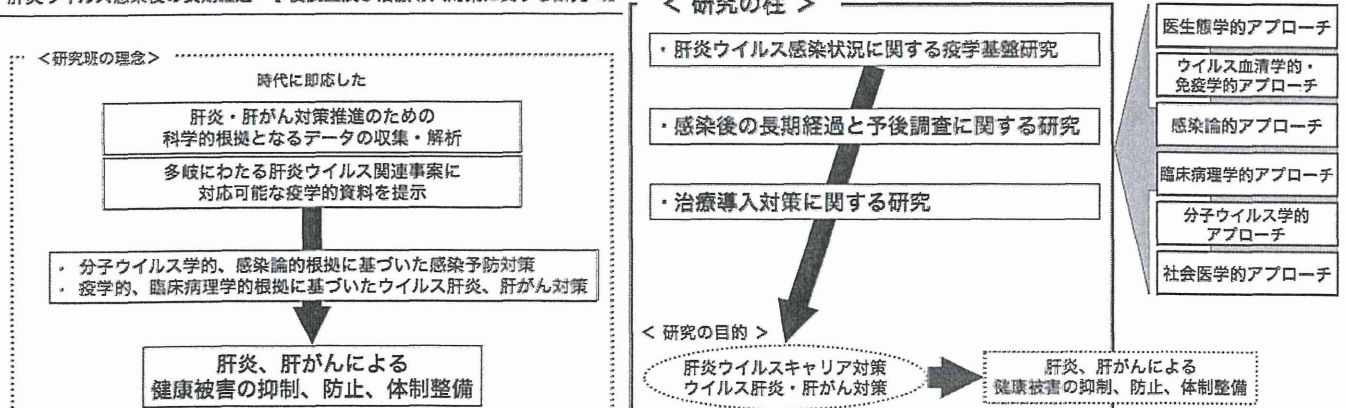 <研究班の理念>
時代に即応した
肝炎・肝がん対策推進のための
科学的根拠となるデータの収集・解析
多岐にわたる肝炎ウイルス関連事案に
対応可能な疫学的資料を提示
・ 分子ウイルス学的、感染論的根拠に基づいた感染予防対策
・ 疫学的、臨床病理学的根拠に基づいたウイルス肝炎、肝がん対策
肝炎、肝がんによる
健康被害の抑制、防止、体制整備
< 研究の柱 >
・肝炎ウイルス感染状況に関する疫学基盤研究
・感染後の長期経過と予後調査に関する研究
・治療導入対策に関する研究
< 研究の目的 >
肝炎ウイルスキャリア対策
ウイルス肝炎・肝がん対策
肝炎、肝がんによる
健康被害の抑制、防止、体制整備
医生態学的アプローチ
ウイルス血清学的・
免疫学的アプローチ
感染論的アプローチ
臨床病理学的アプローチ
分子ウイルス学的
アプローチ
社会医学的アプローチ